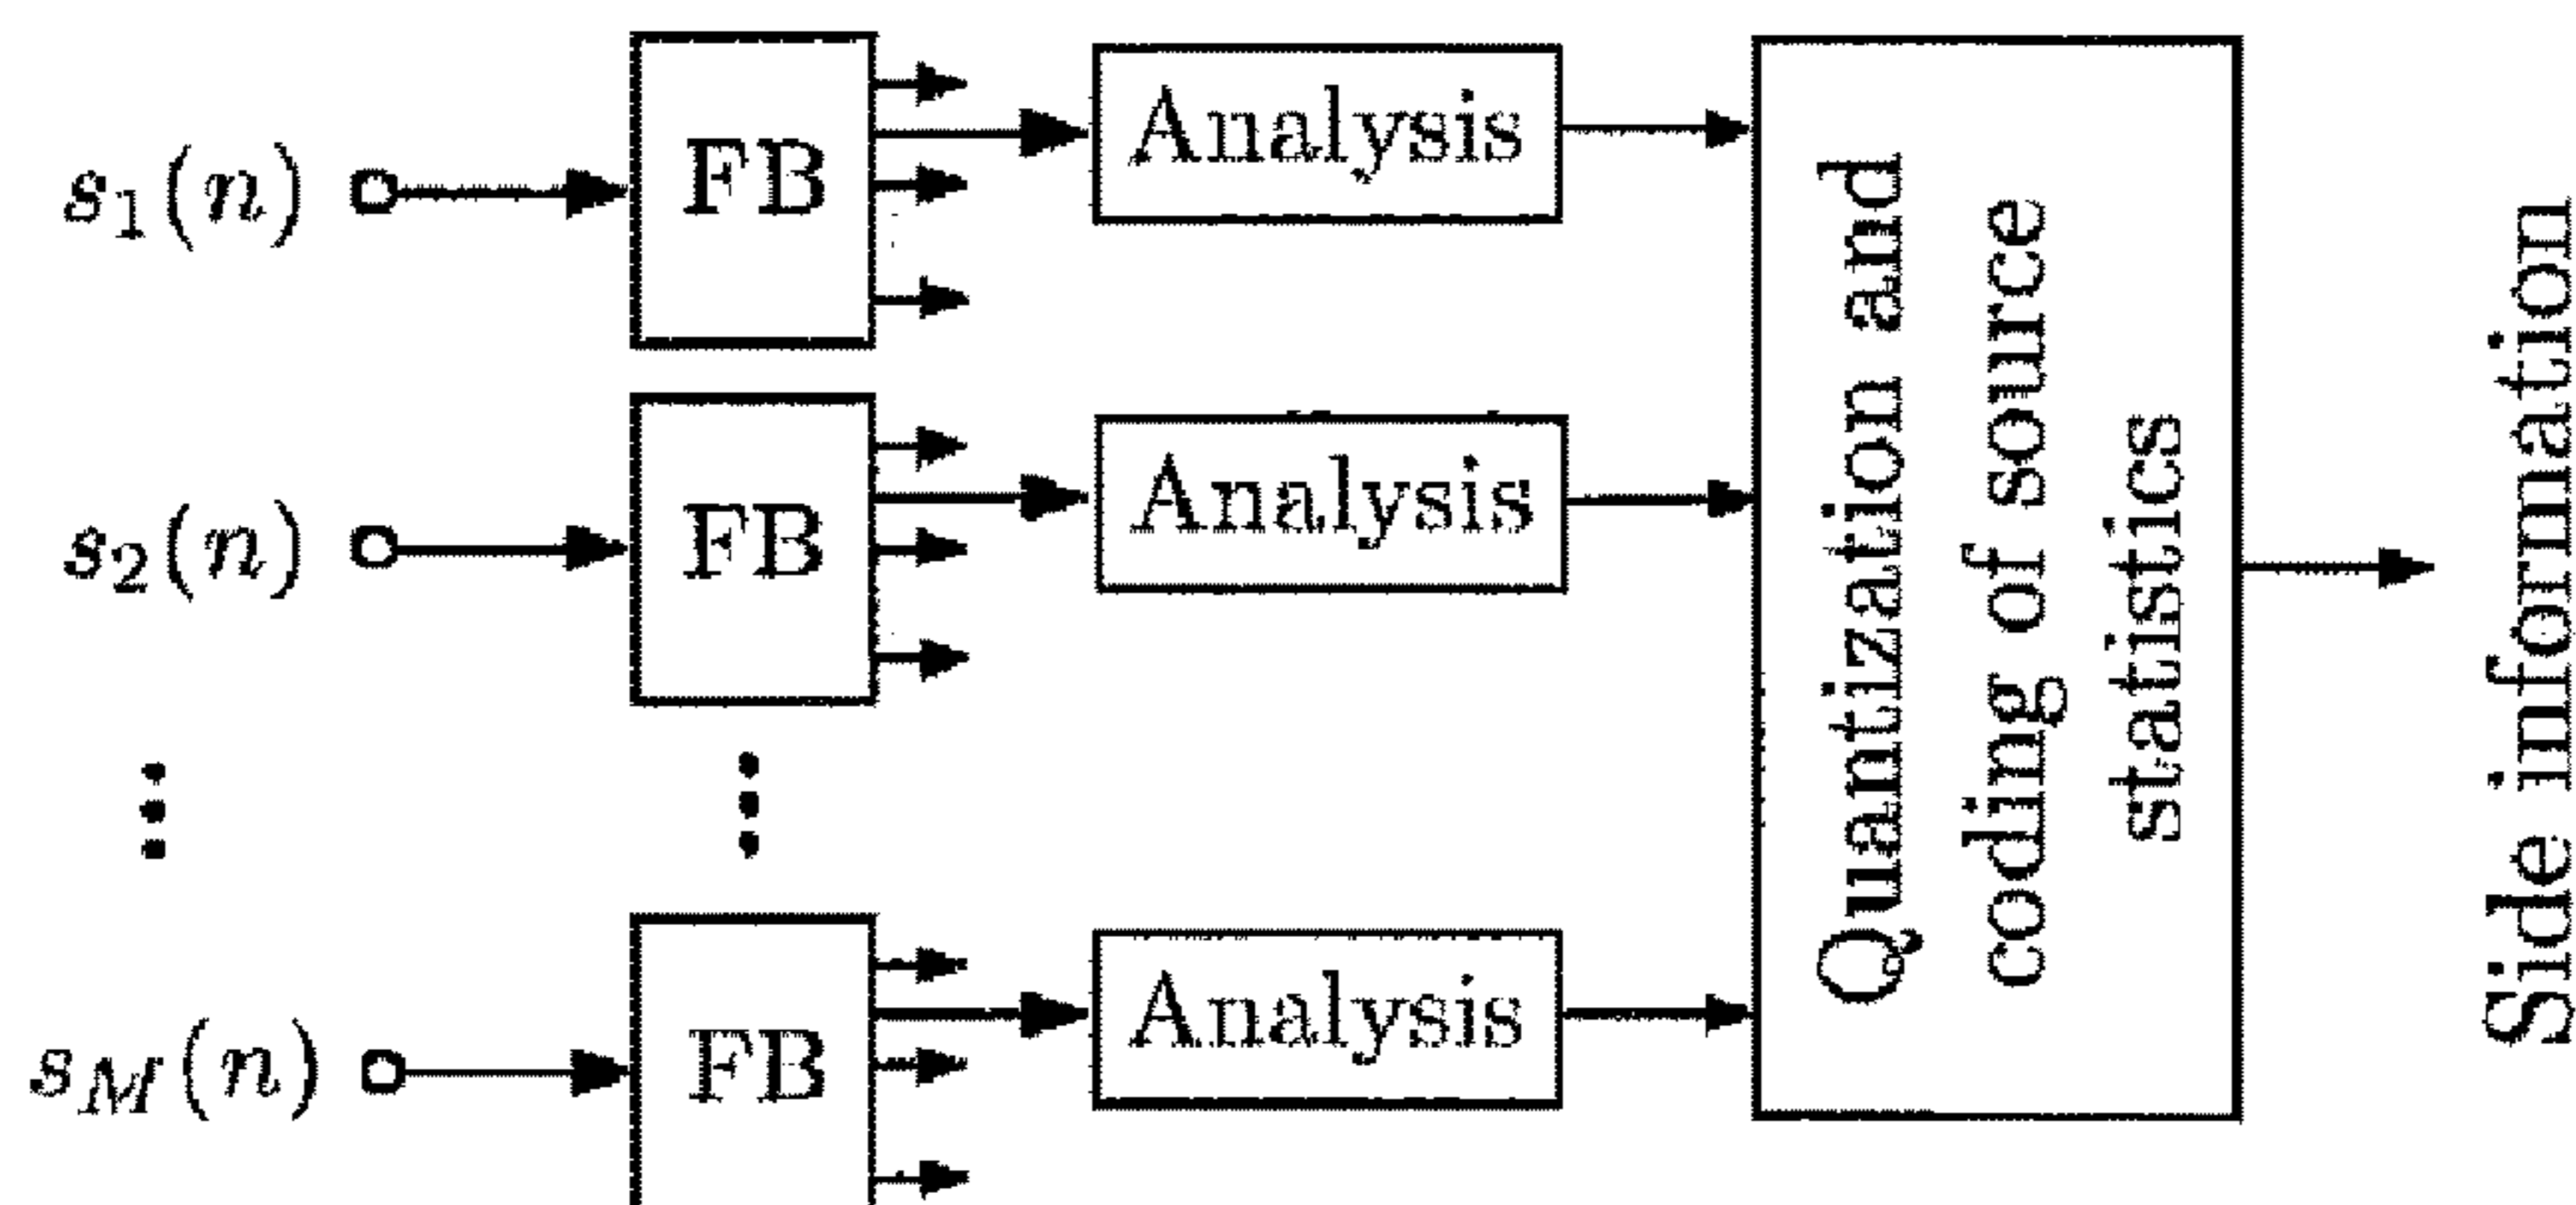 s1(n)
FB
Analysis
s2(n)
FB
Analysis
sM(n)
FB
Analysis
Quantization and
coding of source
statistics
Side information